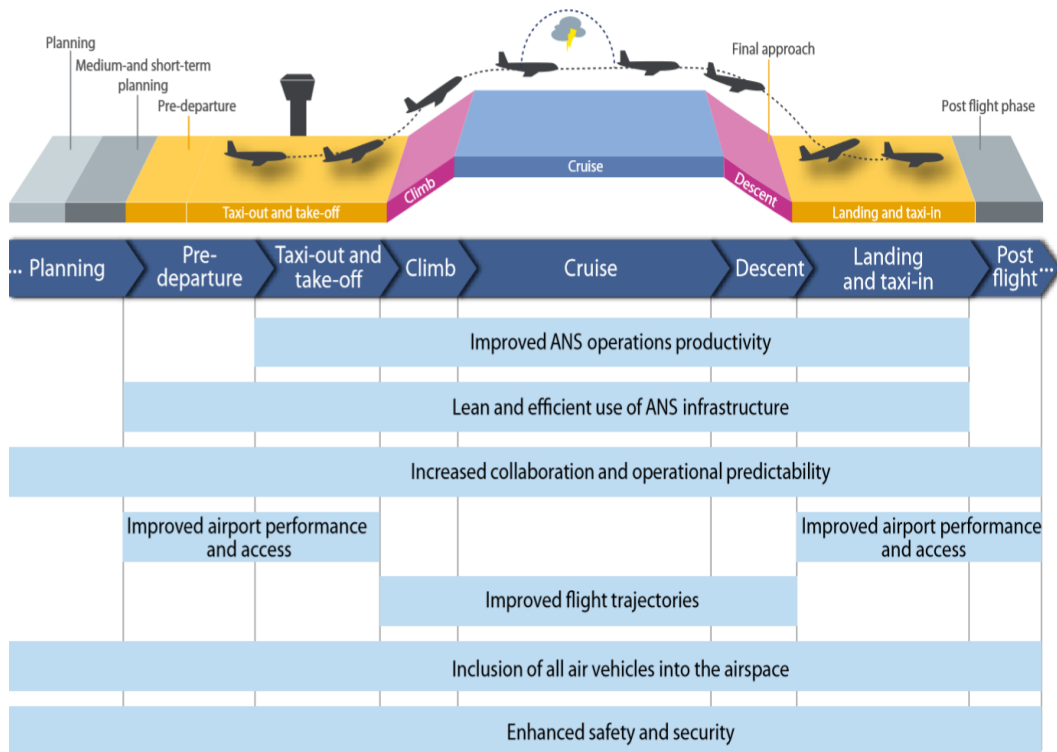 Planning
Medium-and short-term
planning
Pre-departure
Final approach
Post flight phase
Taxi-out and take-off
Climb
Cruise
Descent
Landing and taxi-in
... Planning
Pre-
departure
Taxi-out and
take-off
Climb
Cruise
Descent
Landing
and taxi-in
Post
flight...
Improved ANS operations productivity
Lean and efficient use of ANS infrastructure
Increased collaboration and operational predictability
Improved airport performance
and access
Improved airport performance
and access
Improved flight trajectories
Inclusion of all air vehicles into the airspace
Enhanced safety and security